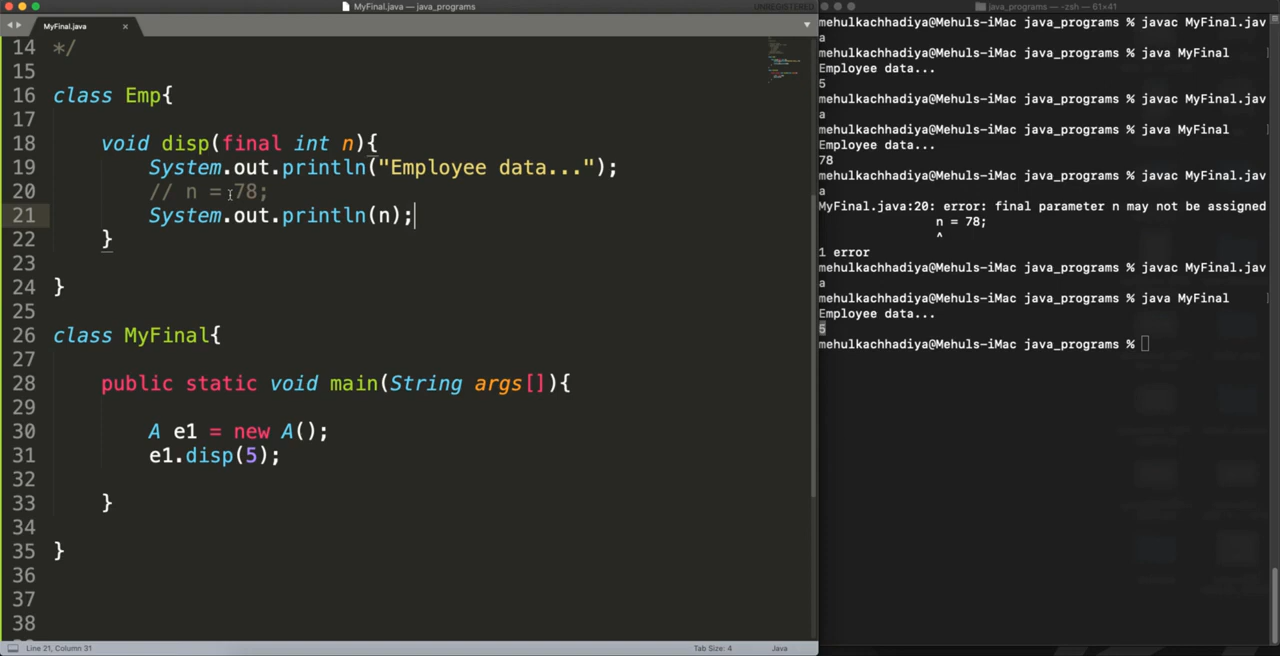 MyFinal.java — java_programs
UNREGISTERED
MyFinal.java
14 */
15
16 class Emp{
17
18 void disp(final int n){
19 System.out.println("Employee data...");
20 // n = 78;
21 System.out.println(n);
22 }
23
24 }
25
26 class MyFinal{
27
28 public static void main(String args[]){
29
30 A e1 = new A();
31 e1.disp(5);
32
33 }
34
35 }
36
37
38
Line 21, Column 31
Tab Size: 4
Java
java_programs — -zsh — 61×41
mehulkachhadiya@Mehuls-iMac java_programs % javac MyFinal.jav
a
mehulkachhadiya@Mehuls-iMac java_programs % java MyFinal
Employee data...
5
mehulkachhadiya@Mehuls-iMac java_programs % javac MyFinal.jav
a
mehulkachhadiya@Mehuls-iMac java_programs % java MyFinal
Employee data...
78
mehulkachhadiya@Mehuls-iMac java_programs % javac MyFinal.jav
a
MyFinal.java:20: error: final parameter n may not be assigned
n = 78;
^
1 error
mehulkachhadiya@Mehuls-iMac java_programs % javac MyFinal.jav
a
mehulkachhadiya@Mehuls-iMac java_programs % java MyFinal
Employee data...
5
mehulkachhadiya@Mehuls-iMac java_programs %